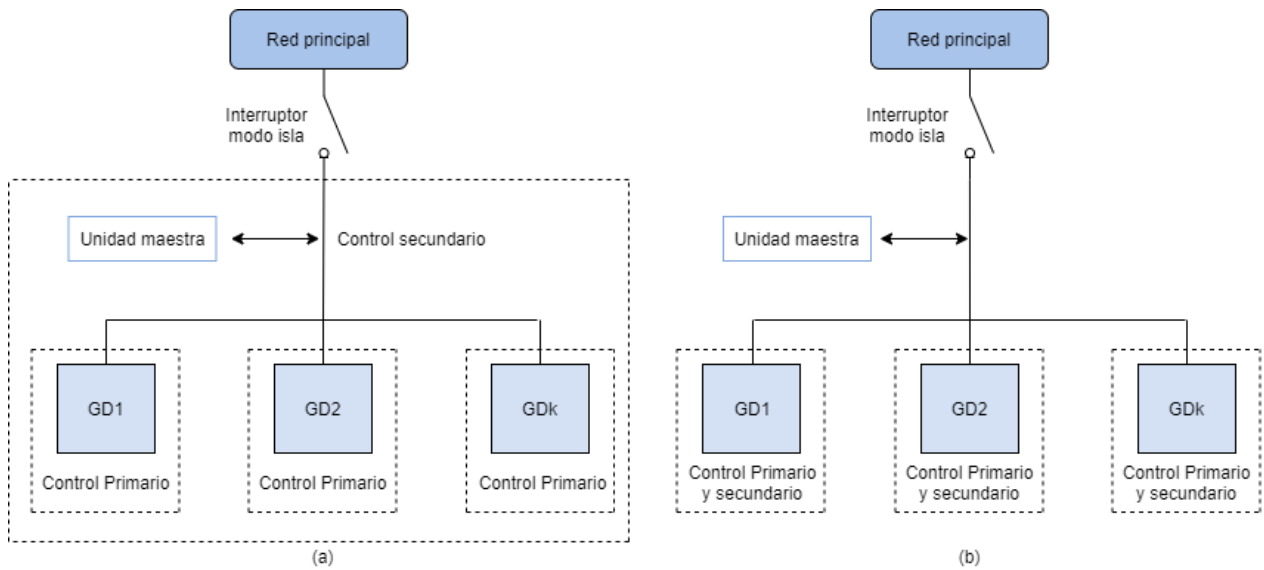 Red principal
Interruptor
modo isla
Unidad maestra
Control secundario
GD1
GD2
GDk
Control Primario
Control Primario
Control Primario
(a)
Red principal
Interruptor
modo isla
Unidad maestra
GD1
GD2
GDk
Control Primario
y secundario
Control Primario
y secundario
Control Primario
y secundario
(b)